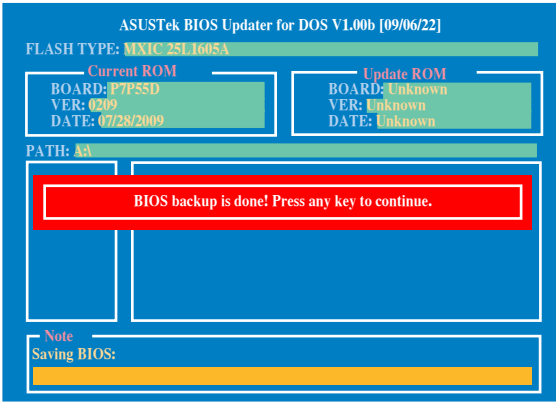 ASUSTek BIOS Updater for DOS V1.00b [09/06/22]
FLASH TYPE: MXIC 25L1605A
Current ROM
BOARD: P7P55D
VER: 0209
DATE: 07/28/2009
Update ROM
BOARD: Unknown
VER: Unknown
DATE: Unknown
PATH: A:\
BIOS backup is done! Press any key to continue.
Note
Saving BIOS: